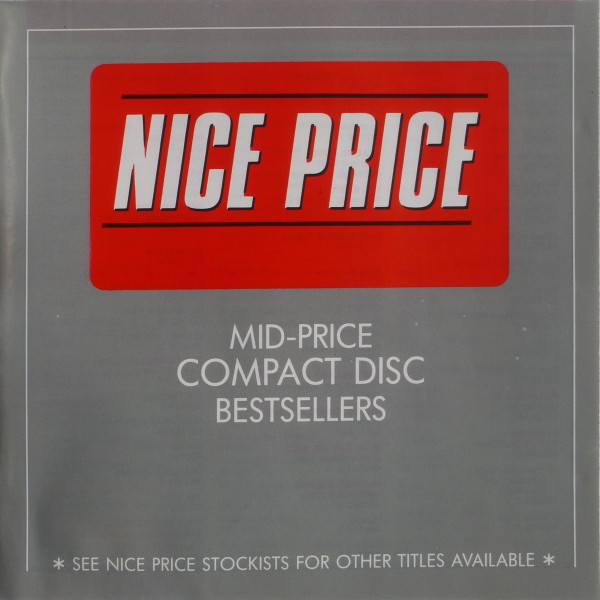 NICE PRICE
MID-PRICE
COMPACT DISC
BESTSELLERS
* SEE NICE PRICE STOCKISTS FOR OTHER TITLES AVAILABLE *